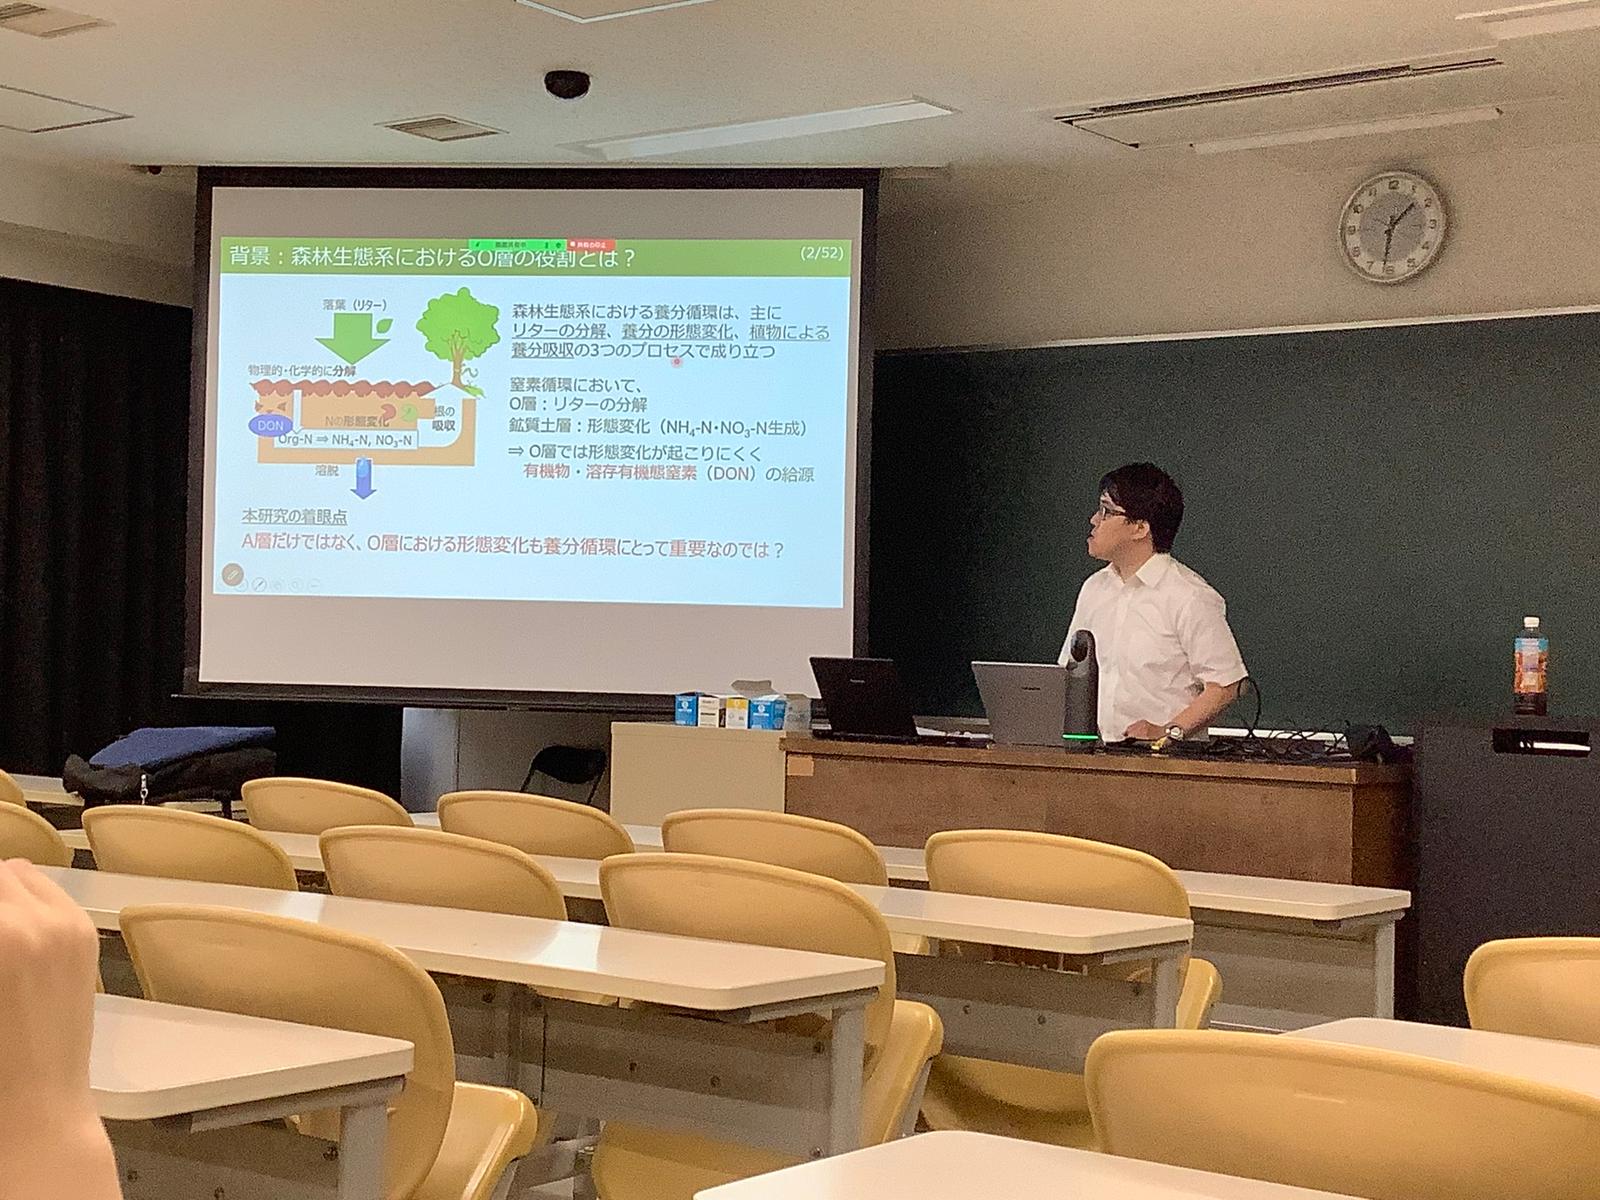 背景：森林生態系におけるO層の役割とは？
(2/52)
落葉（リター）
物理的・化学的に分解
DON
Nの形態変化
根の
吸収
Org-N ⇒ NH₄-N, NO₃-N
溶脱
森林生態系における養分循環は、主に
リターの分解、養分の形態変化、植物による
養分吸収の3つのプロセスで成り立つ
窒素循環において、
O層：リターの分解
鉱質土層：形態変化（NH₄-N・NO₃-N生成）
⇒ O層では形態変化が起こりにくく
有機物・溶存有機態窒素（DON）の給源
本研究の着眼点
A層だけではなく、O層における形態変化も養分循環にとって重要なのでは？